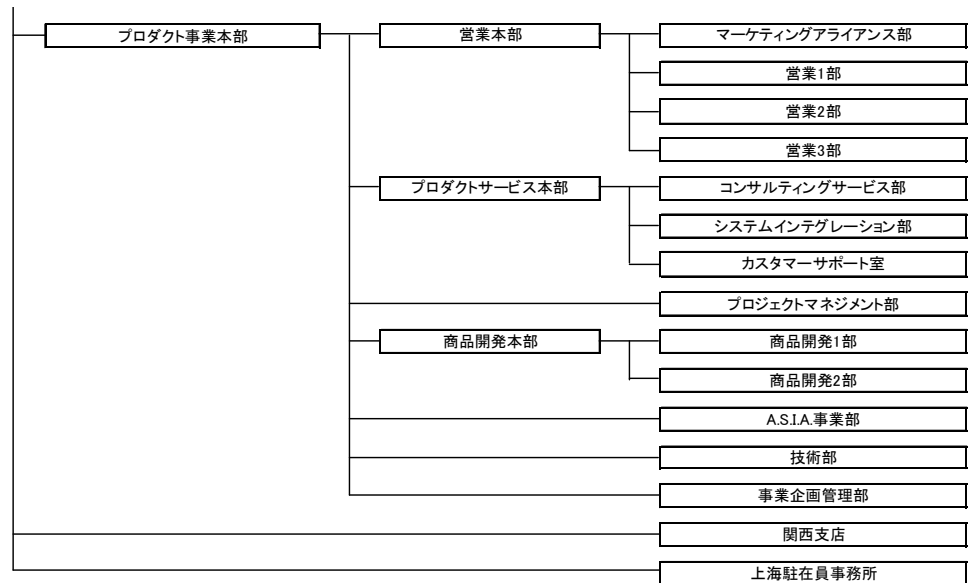 プロダクト事業本部
営業本部
マーケティングアライアンス部
営業1部
営業2部
営業3部
プロダクトサービス本部
コンサルティングサービス部
システムインテグレーション部
カスタマーサポート室
プロジェクトマネジメント部
商品開発本部
商品開発1部
商品開発2部
A.S.I.A.事業部
技術部
事業企画管理部
関西支店
上海駐在員事務所